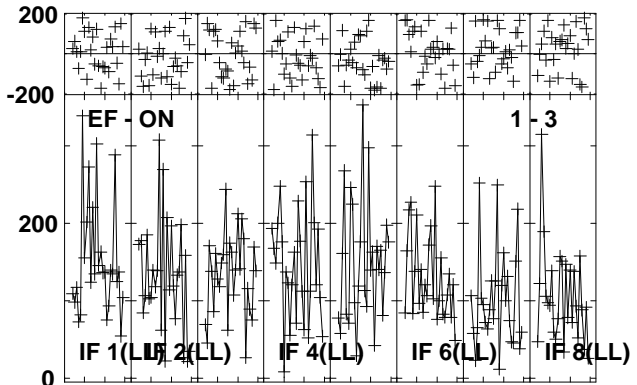 200
-200
EF - ON 1 - 3
200
IF 1(LL) IF 2(LL) IF 4(LL) IF 6(LL) IF 8(LL)
0